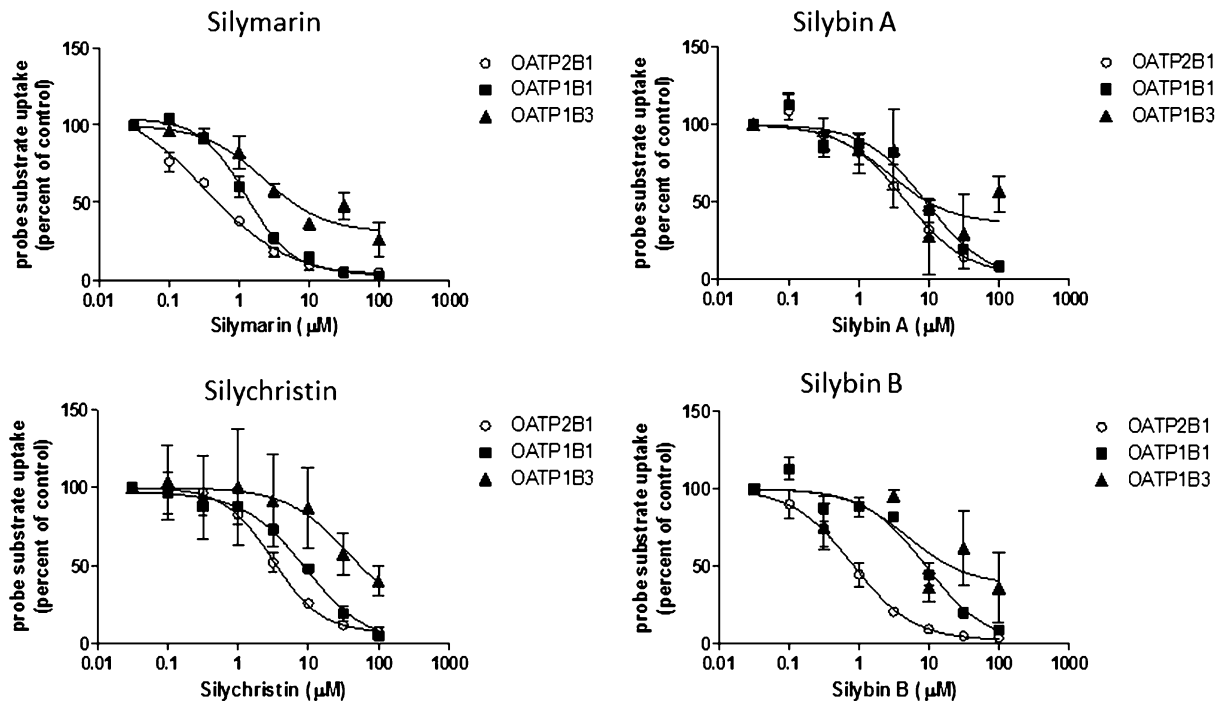 Silymarin
150
100
50
0
probe substrate uptake
(percent of control)
0.01 0.1 1 10 100 1000
Silymarin ( μM)
OATP2B1
OATP1B1
OATP1B3
Silybin A
150
100
50
0
probe substrate uptake
(percent of control)
0.01 0.1 1 10 100 1000
Silybin A ( μM)
OATP2B1
OATP1B1
OATP1B3
Silychristin
150
100
50
0
probe substrate uptake
(percent of control)
0.01 0.1 1 10 100 1000
Silychristin ( μM)
OATP2B1
OATP1B1
OATP1B3
Silybin B
150
100
50
0
probe substrate uptake
(percent of control)
0.01 0.1 1 10 100 1000
Silybin B ( μM)
OATP2B1
OATP1B1
OATP1B3